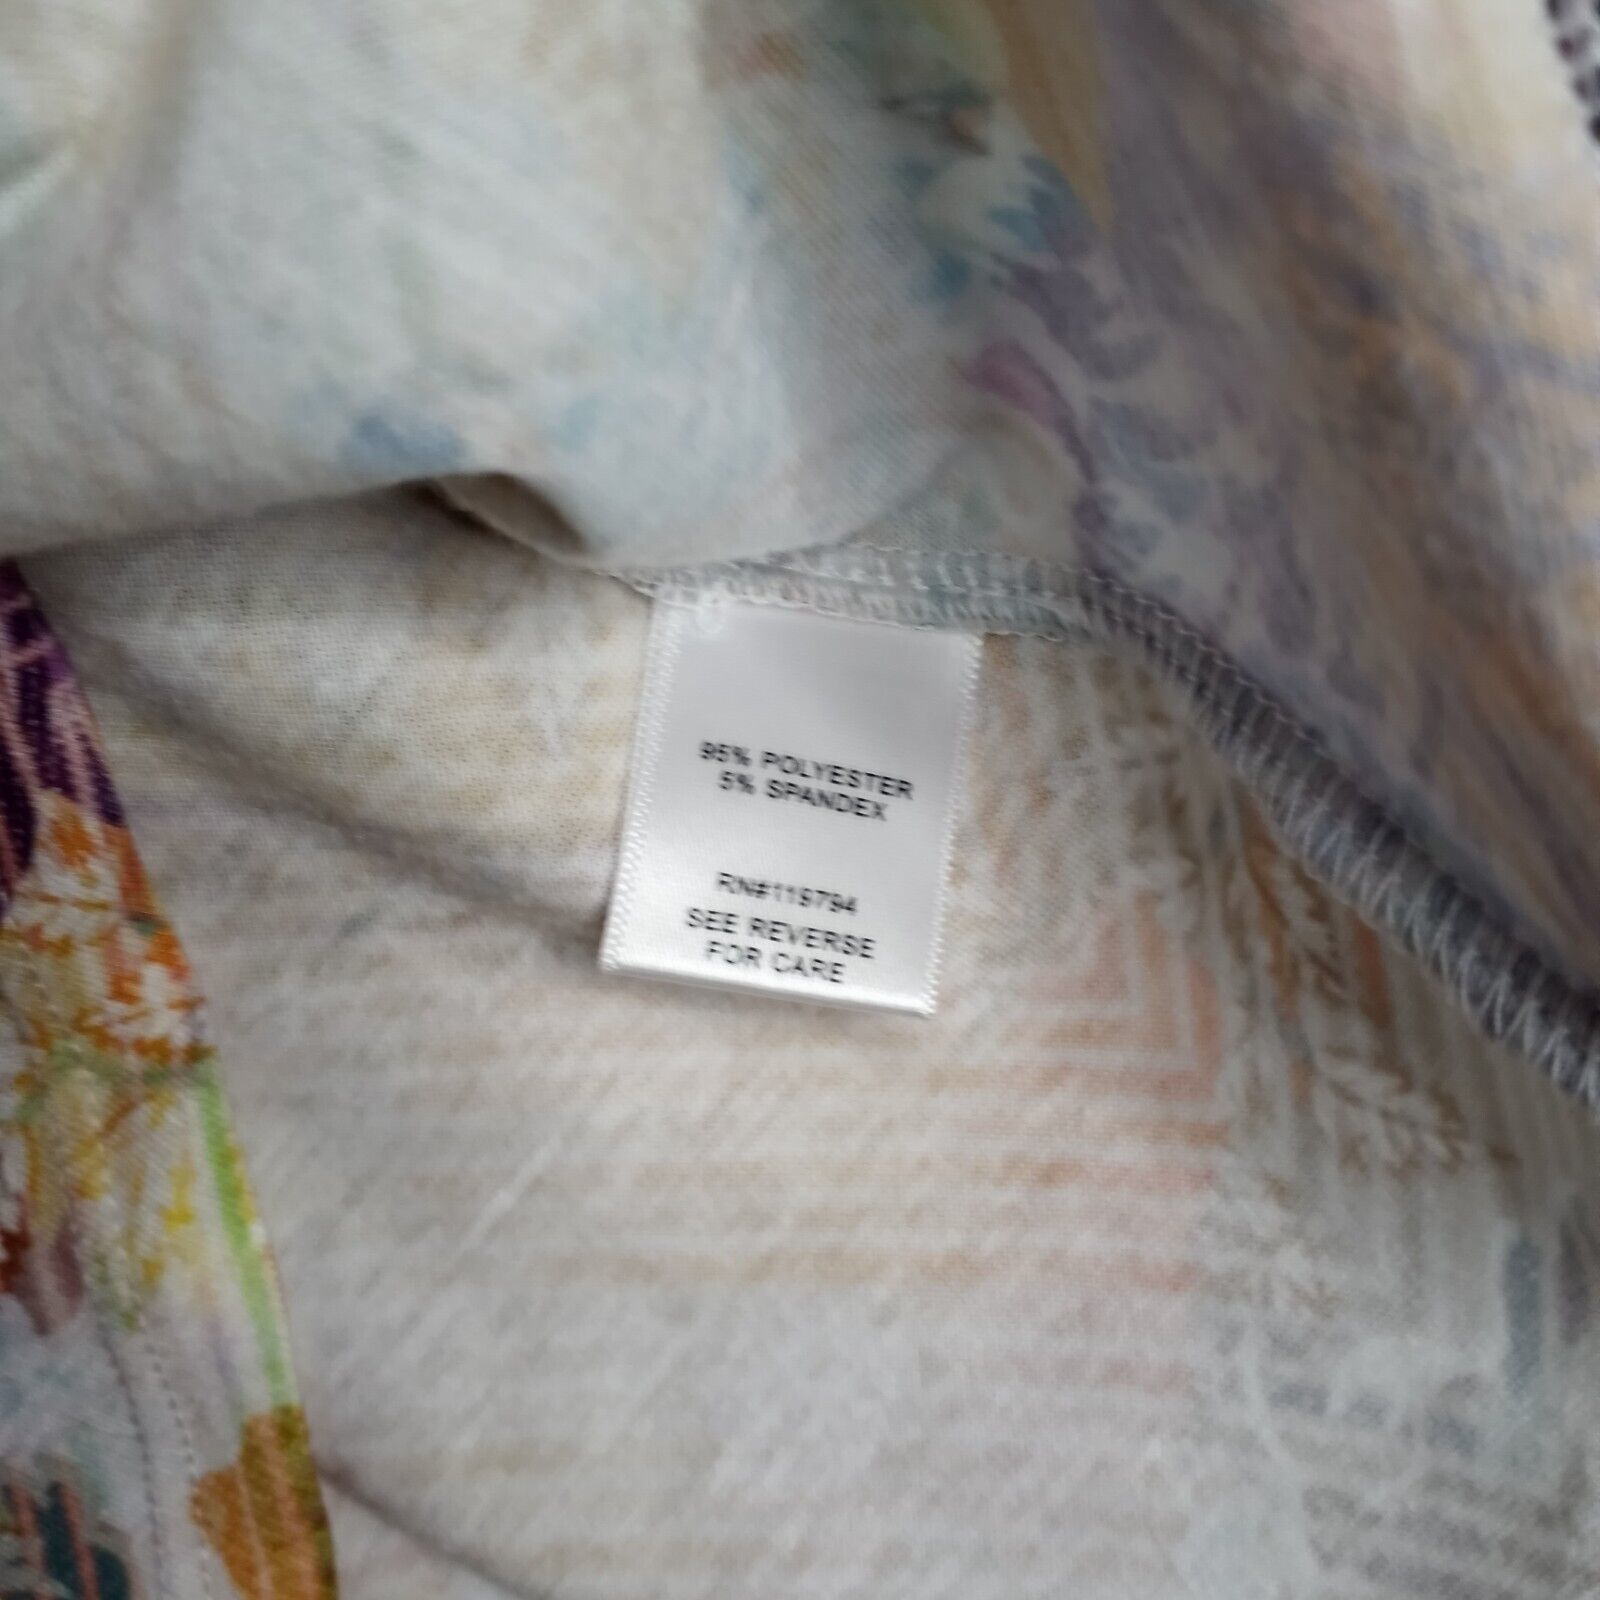 95% POLYESTER
5% SPANDEX
RN#119794
SEE REVERSE
FOR CARE